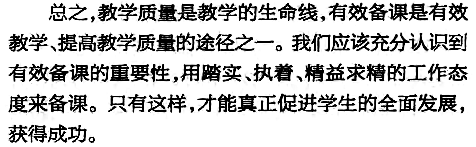 总之,教学质量是教学的生命线,有效备课是有效
教学、提高教学质量的途径之一。我们应该充分认识到
有效备课的重要性,用踏实、执着、精益求精的工作态
度来备课。只有这样,才能真正促进学生的全面发展,
获得成功。